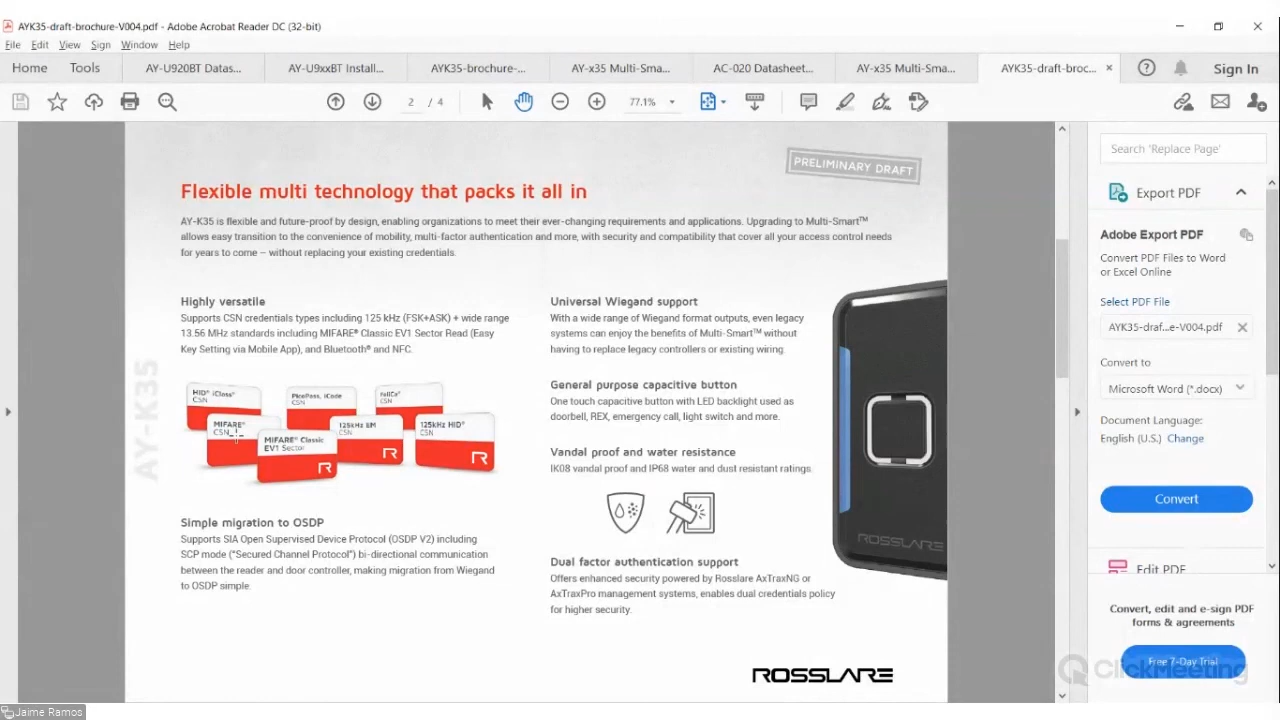 AYK35-draft-brochure-V004.pdf - Adobe Acrobat Reader DC (32-bit)
File Edit View Sign Window Help
Home Tools AY-U920BT Datas... AY-U9xxBT Install... AYK35-brochure-... AY-x35 Multi-Sma... AC-020 Datasheet... AY-x35 Multi-Sma... AYK35-draft-broc... × Sign In
2 / 4 77.1%
PRELIMINARY DRAFT
Flexible multi technology that packs it all in
AY-K35 is flexible and future-proof by design, enabling organizations to meet their ever-changing requirements and applications. Upgrading to Multi-Smart™
allows easy transition to the convenience of mobility, multi-factor authentication and more, with security and compatibility that cover all your access control needs
for years to come – without replacing your existing credentials.
AY-K35
Highly versatile
Supports CSN credentials types including 125 kHz (FSK+ASK) + wide range
13.56 MHz standards including MIFARE® Classic EV1 Sector Read (Easy
Key Setting via Mobile App), and Bluetooth® and NFC.
HID® iClass®
CSN
PicoPass, iCode
CSN
FeliCa®
CSN
MIFARE®
CSN
MIFARE® Classic
EV1 Sector
125kHz EM
CSN
125kHz HID®
CSN
Simple migration to OSDP
Supports SIA Open Supervised Device Protocol (OSDP V2) including
SCP mode ("Secured Channel Protocol") bi-directional communication
between the reader and door controller, making migration from Wiegand
to OSDP simple.
Universal Wiegand support
With a wide range of Wiegand format outputs, even legacy
systems can enjoy the benefits of Multi-Smart™ without
having to replace legacy controllers or existing wiring.
General purpose capacitive button
One touch capacitive button with LED backlight used as
doorbell, REX, emergency call, light switch and more.
Vandal proof and water resistance
IK08 vandal proof and IP68 water and dust resistant ratings.
Dual factor authentication support
Offers enhanced security powered by Rosslare AxTraxNG or
AxTraxPro management systems, enables dual credentials policy
for higher security.
ROSSLARE
ROSSLARE
Search 'Replace Page'
Export PDF
Adobe Export PDF
Convert PDF Files to Word
or Excel Online
Select PDF File
AYK35-draf...e-V004.pdf
Convert to
Microsoft Word (*.docx)
Document Language:
English (U.S.) Change
Convert
Edit PDF
Convert, edit and e-sign PDF
forms & agreements
Free 7-Day Trial
ClickMeeting
Jaime Ramos